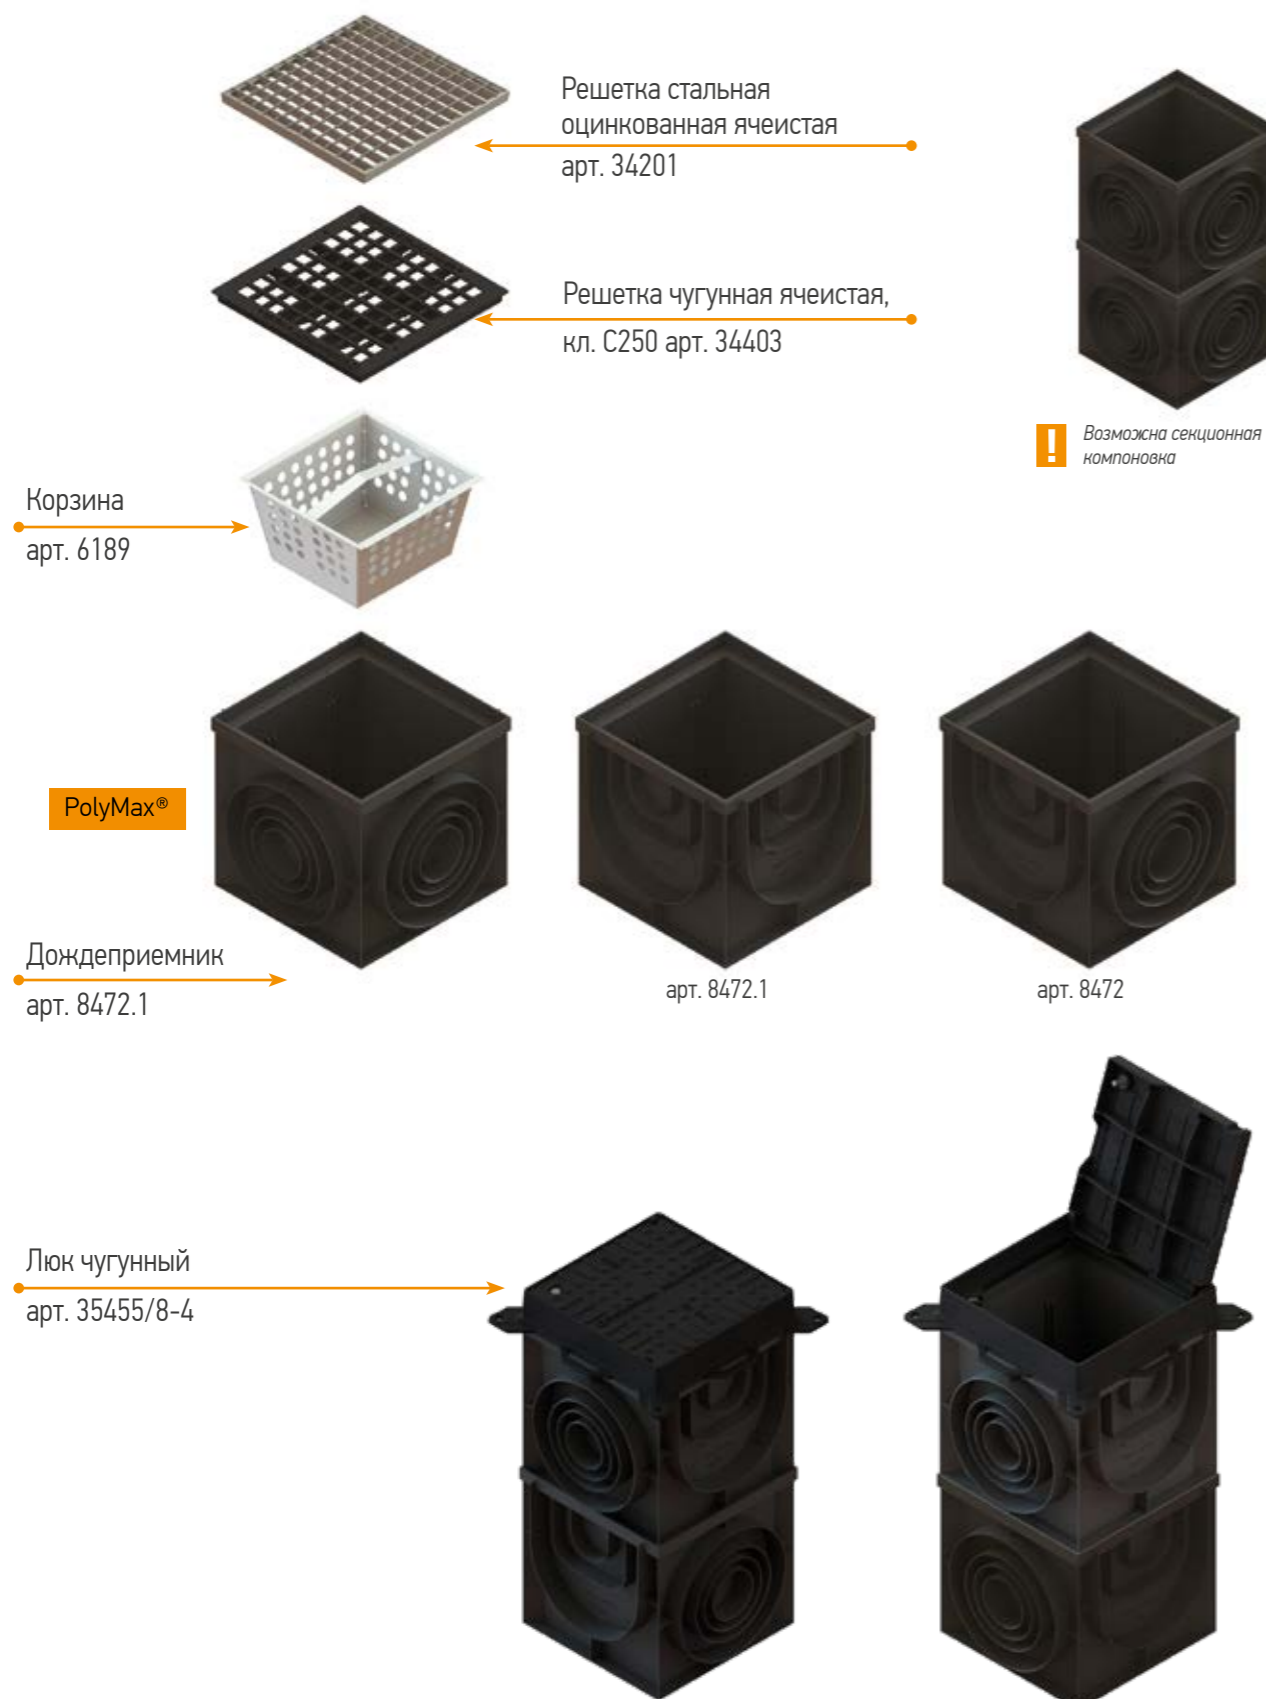 Решетка стальная
оцинкованная ячеистая
арт. 34201
Решетка чугунная ячеистая,
кл. С250 арт. 34403
!
Возможна секционная
компоновка
Корзина
арт. 6189
PolyMax®
Дождеприемник
арт. 8472.1
арт. 8472.1
арт. 8472
Люк чугунный
арт. 35455/8-4